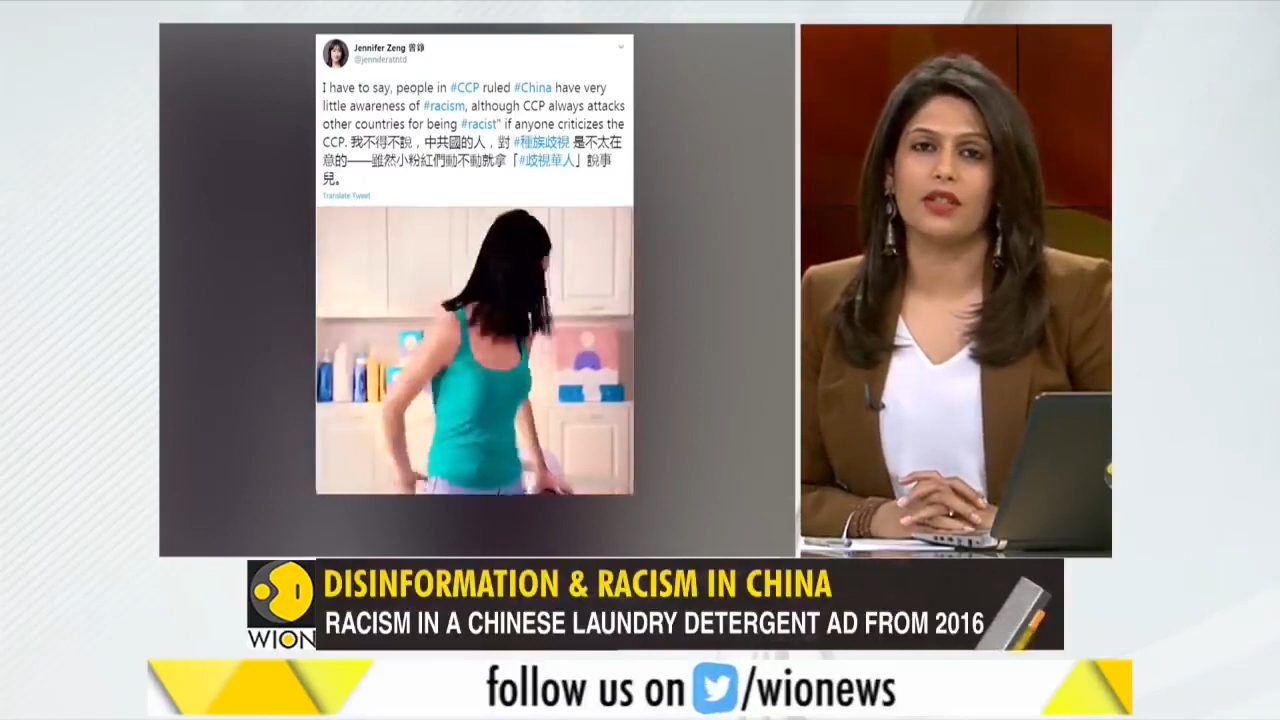 Jennifer Zeng 曾錚
@jenniferatntd
I have to say, people in #CCP ruled #China have very
little awareness of #racism, although CCP always attacks
other countries for being #racist" if anyone criticizes the
CCP. 我不得不說，中共國的人，對 #種族歧視 是不太在
意的——雖然小粉紅們動不動就拿「#歧視華人」說事
兒。
Translate Tweet
DISINFORMATION & RACISM IN CHINA
RACISM IN A CHINESE LAUNDRY DETERGENT AD FROM 2016
WION
follow us on /wionews